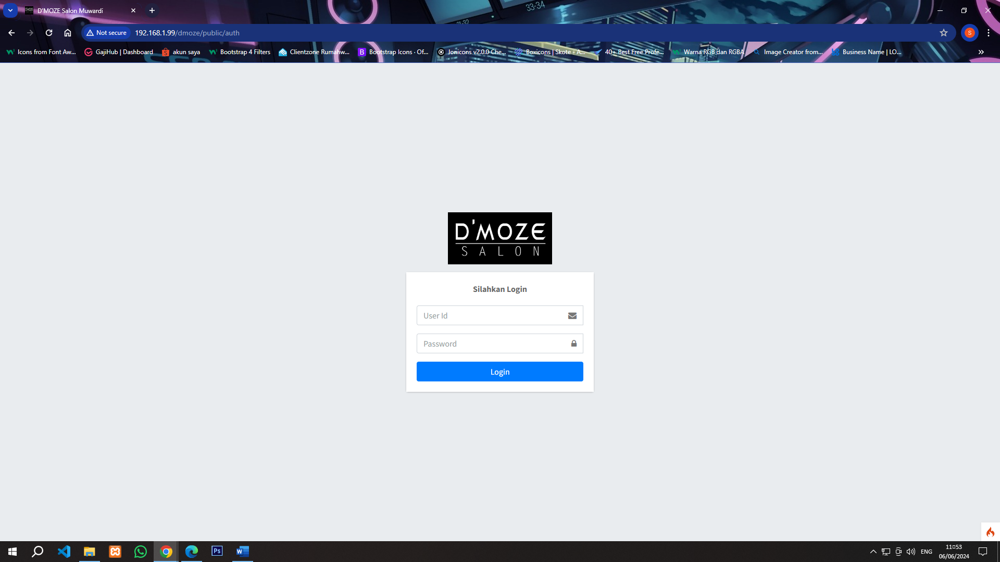 D'MOZE Salon Muwardi
33-34
Not secure
192.168.1.99/dmoze/public/auth
Icons from Font Aw...
GajiHub | Dashboard
akun saya
Bootstrap 4 Filters
Clientzone Rumahw...
Bootstrap Icons · Of...
Ionicons v2.0.0 Che...
Boxicons | Skote - A...
40+ Best Free Profe...
Warna RGB dan RGBA
Image Creator from...
Business Name | LO...
D'MOZE
SALON
Silahkan Login
User Id
Password
Login
ENG
11:53
06/06/2024